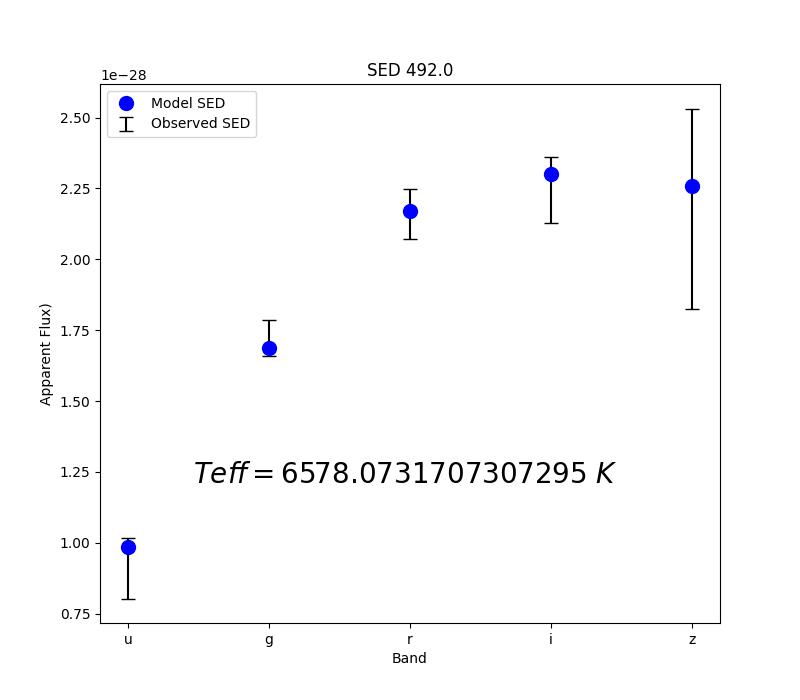 SED 492.0
1e−28
Model SED
Observed SED
2.50
2.25
2.00
1.75
1.50
1.25
1.00
0.75
Apparent Flux)
Teff = 6578.0731707307295 K
u g r i z
Band